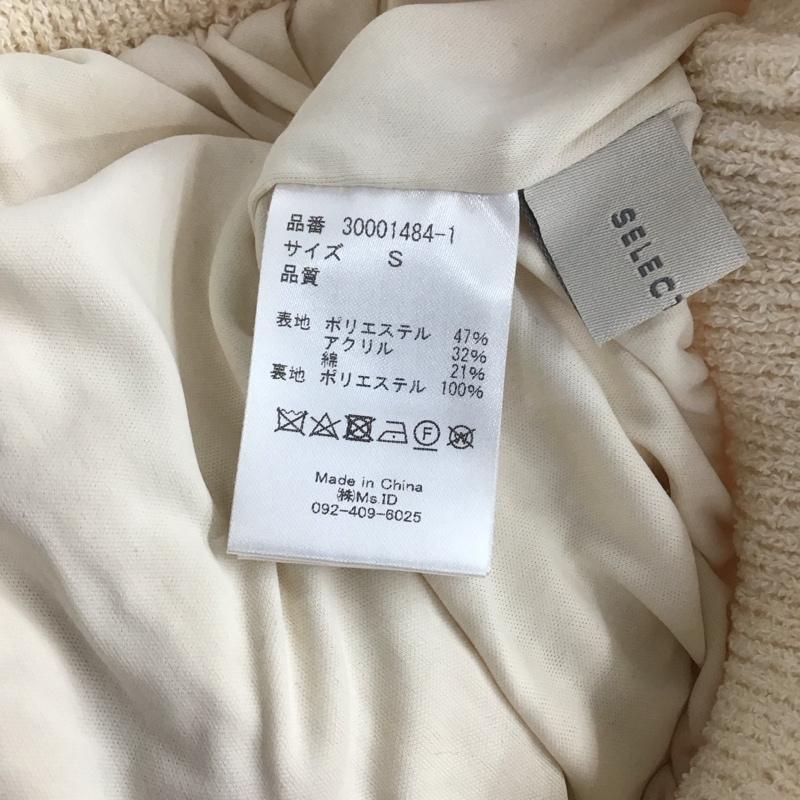 品番 30001484-1
サイズ S
品質
表地 ポリエステル 47%
アクリル 32%
綿 21%
裏地 ポリエステル 100%
F
W
Made in China
㈱Ms.ID
092-409-6025
SELECT